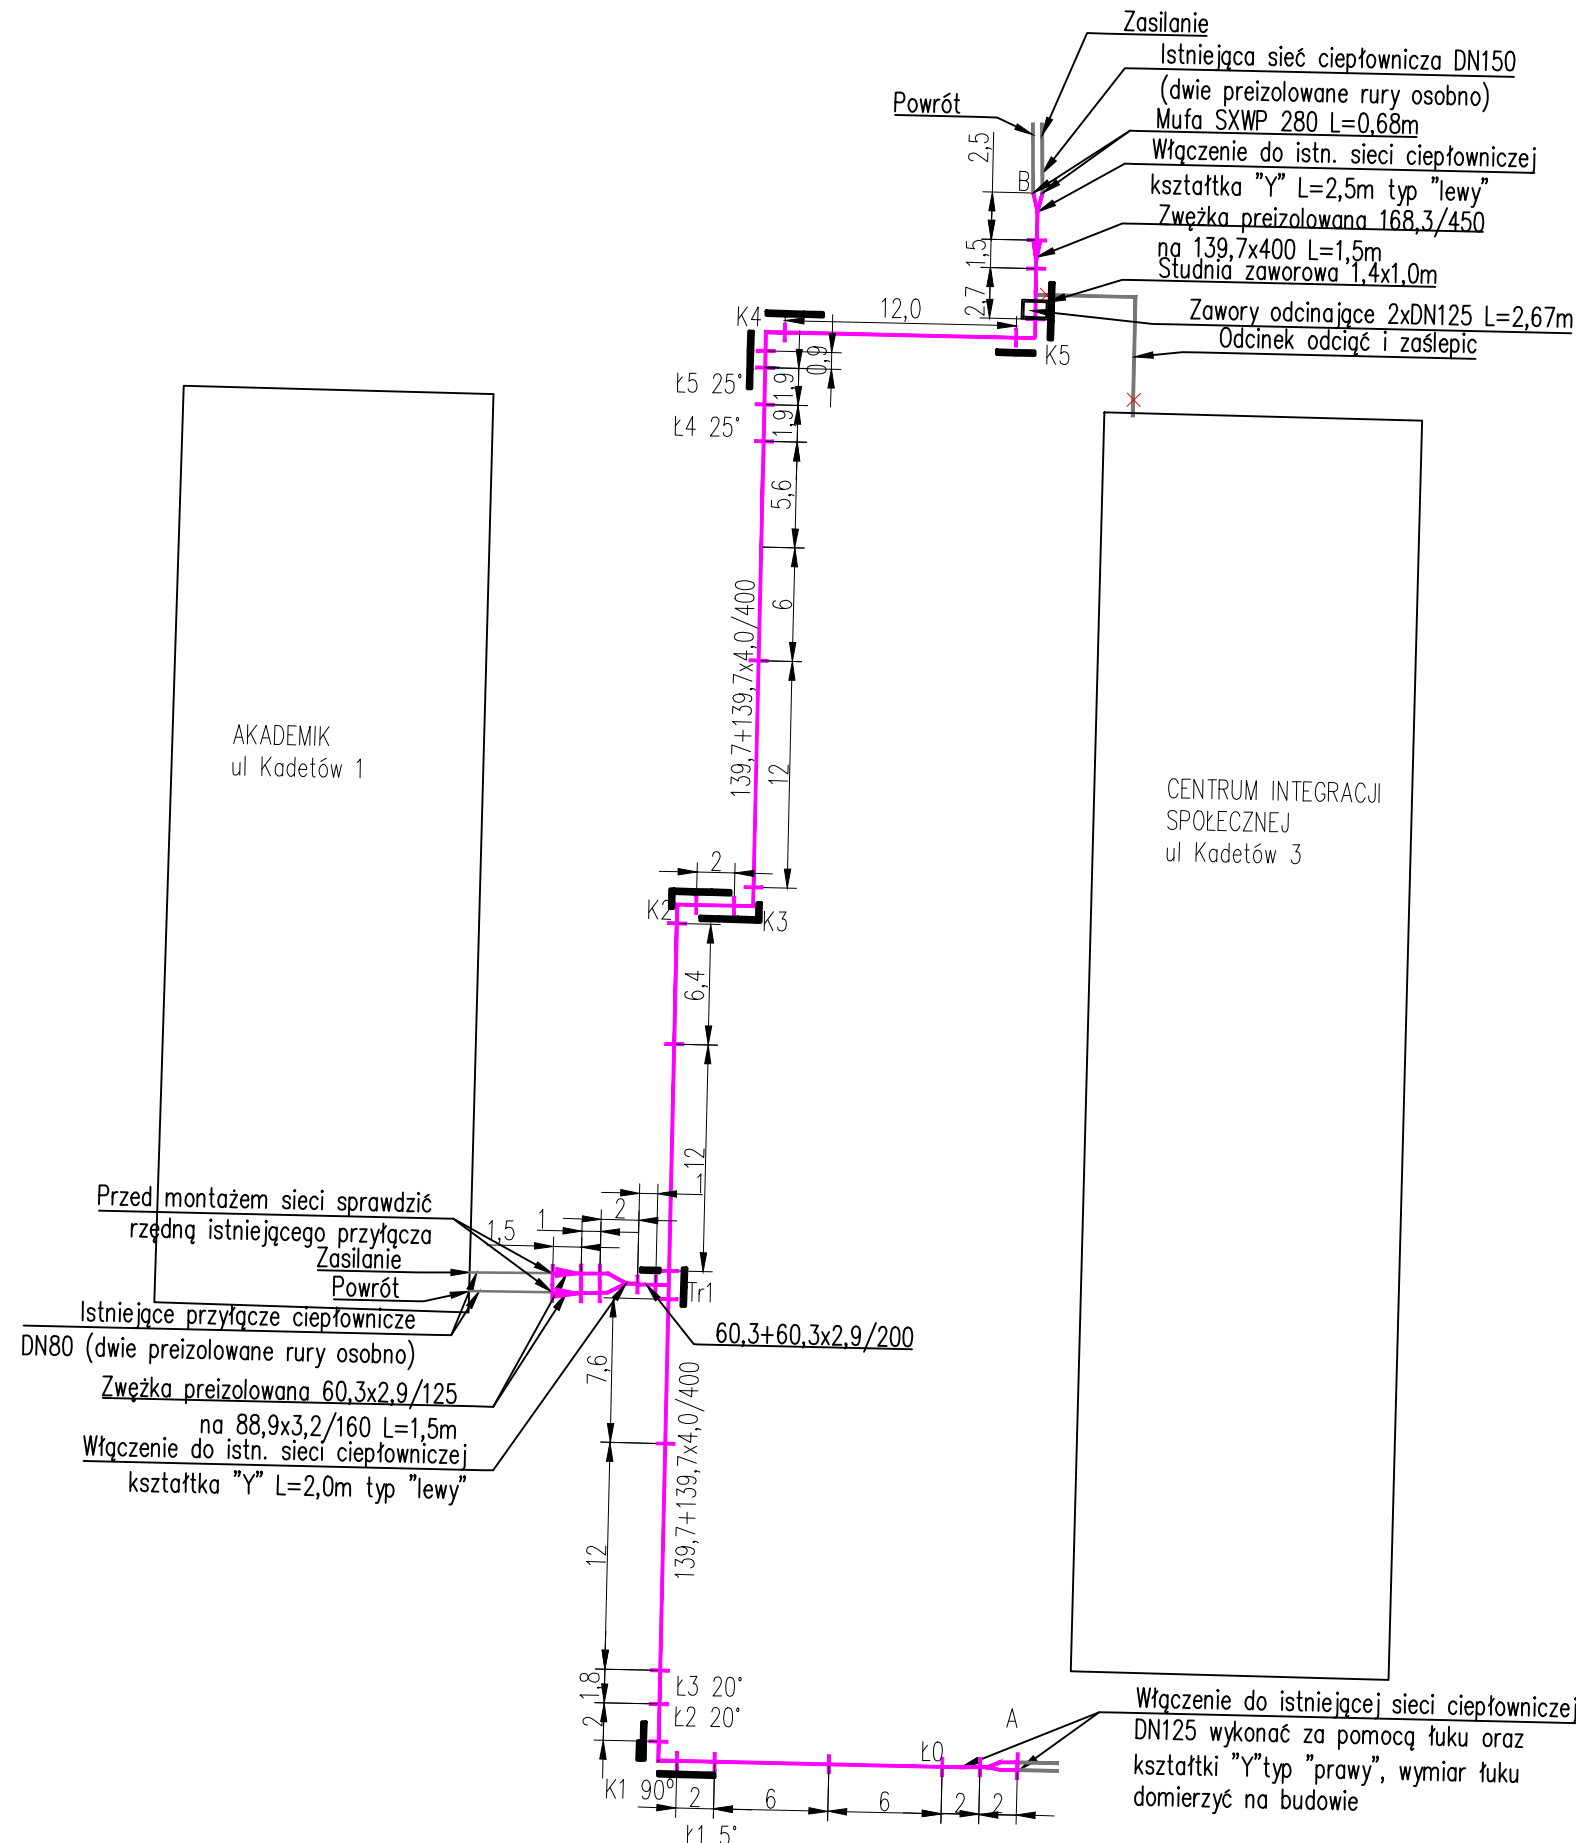 Zasilanie
Istniejąca sieć ciepłownicza DN150
(dwie preizolowane rury osobno)
Powrót
Mufa SXWP 280 L=0,68m
Włączenie do istn. sieci ciepłowniczej
kształtka "Y" L=2,5m typ "lewy"
2,5
B
Zwężka preizolowana 168,3/450
na 139,7x400 L=1,5m
1,5
Studnia zaworowa 1,4x1,0m
2,7
12,0
Zawory odcinające 2xDN125 L=2,67m
K4
Odcinek odciąć i zaślepic
K5
0,9
Ł5 25°
1,9
Ł4 25°
1,9
5,6
6
139,7+139,7x4,0/400
12
AKADEMIK
ul Kadetów 1
CENTRUM INTEGRACJI
SPOŁECZNEJ
ul Kadetów 3
2
K2
K3
6,4
12
1
2
1
1,5
Przed montażem sieci sprawdzić
rzędną istniejącego przyłącza
Zasilanie
Powrót
Tr1
Istniejące przyłącze ciepłownicze
DN80 (dwie preizolowane rury osobno)
60,3+60,3x2,9/200
Zwężka preizolowana 60,3x2,9/125
na 88,9x3,2/160 L=1,5m
7,6
139,7+139,7x4,0/400
Włączenie do istn. sieci ciepłowniczej
kształtka "Y" L=2,0m typ "lewy"
12
1,8
Ł3 20°
2
Ł2 20°
A
Włączenie do istniejącej sieci ciepłowniczej
DN125 wykonać za pomocą łuku oraz
kształtki "Y"typ "prawy", wymiar łuku
domierzyć na budowie
Ł0
K1 90°
2
6
6
2
2
Ł1 5°